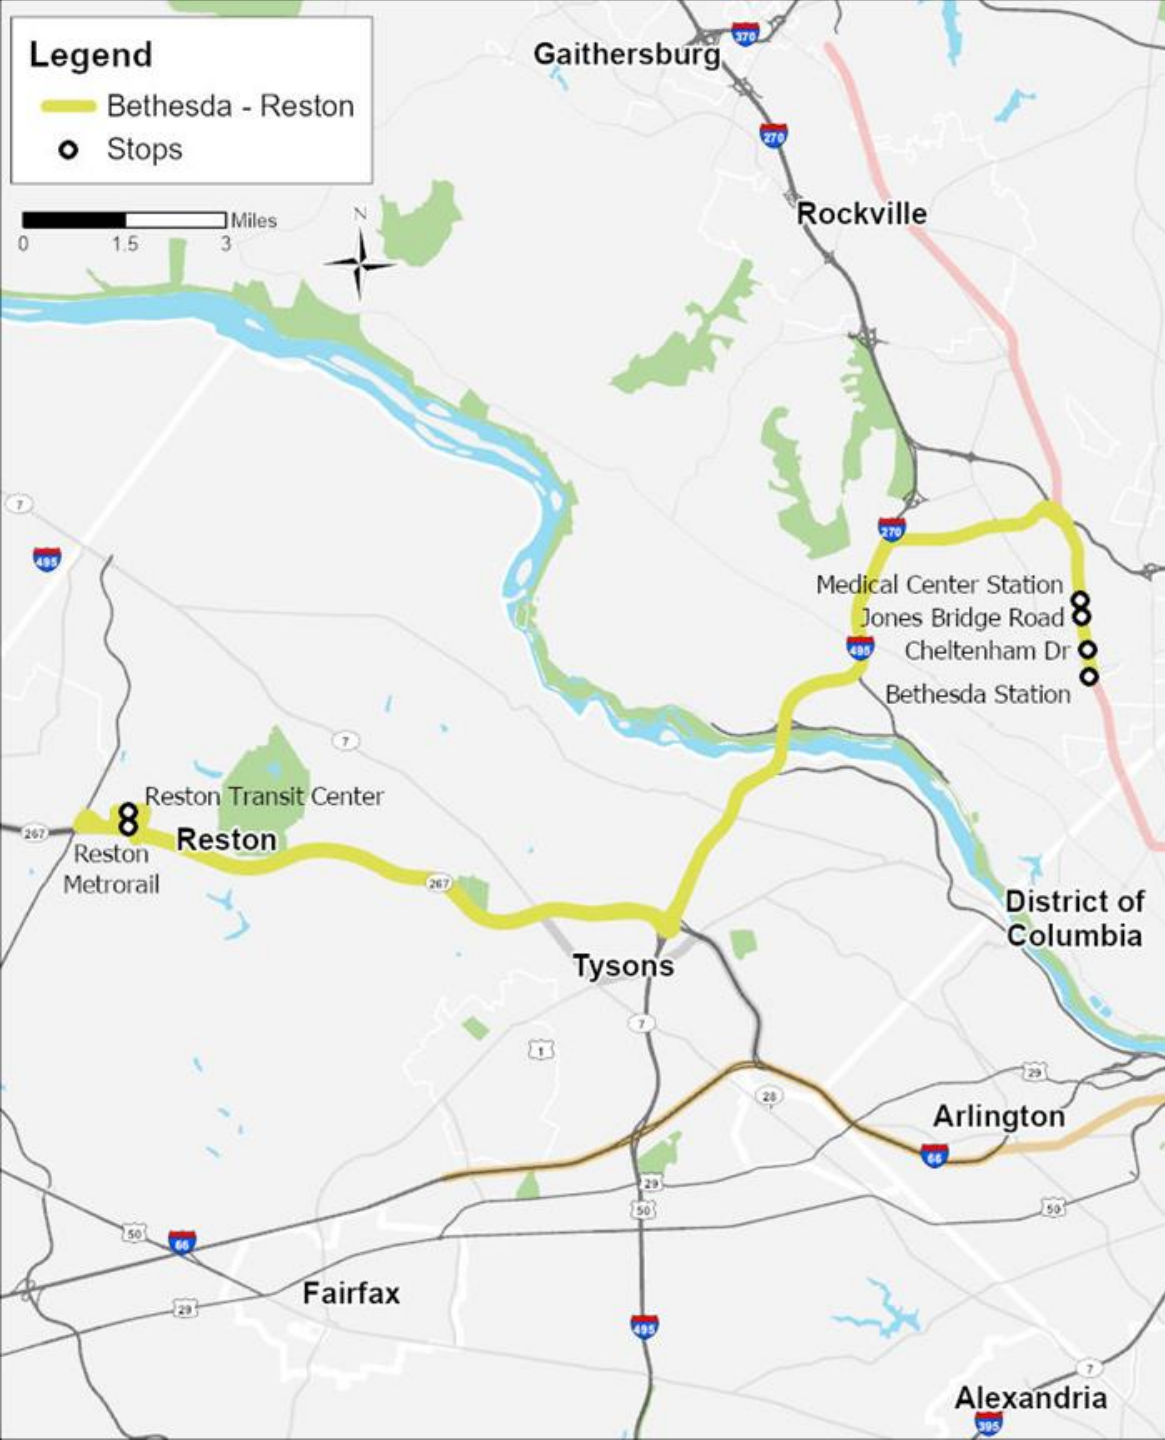 Legend
Bethesda - Reston
Stops
Miles
0 1.5 3
N
Gaithersburg
370
270
Rockville
7
495
270
Medical Center Station
Jones Bridge Road
495
Cheltenham Dr
Bethesda Station
7
Reston Transit Center
267
Reston
Reston
Metrorail
267
District of
Columbia
Tysons
7
1
29
28
Arlington
66
29
50
50
50
66
Fairfax
29
495
7
Alexandria
395